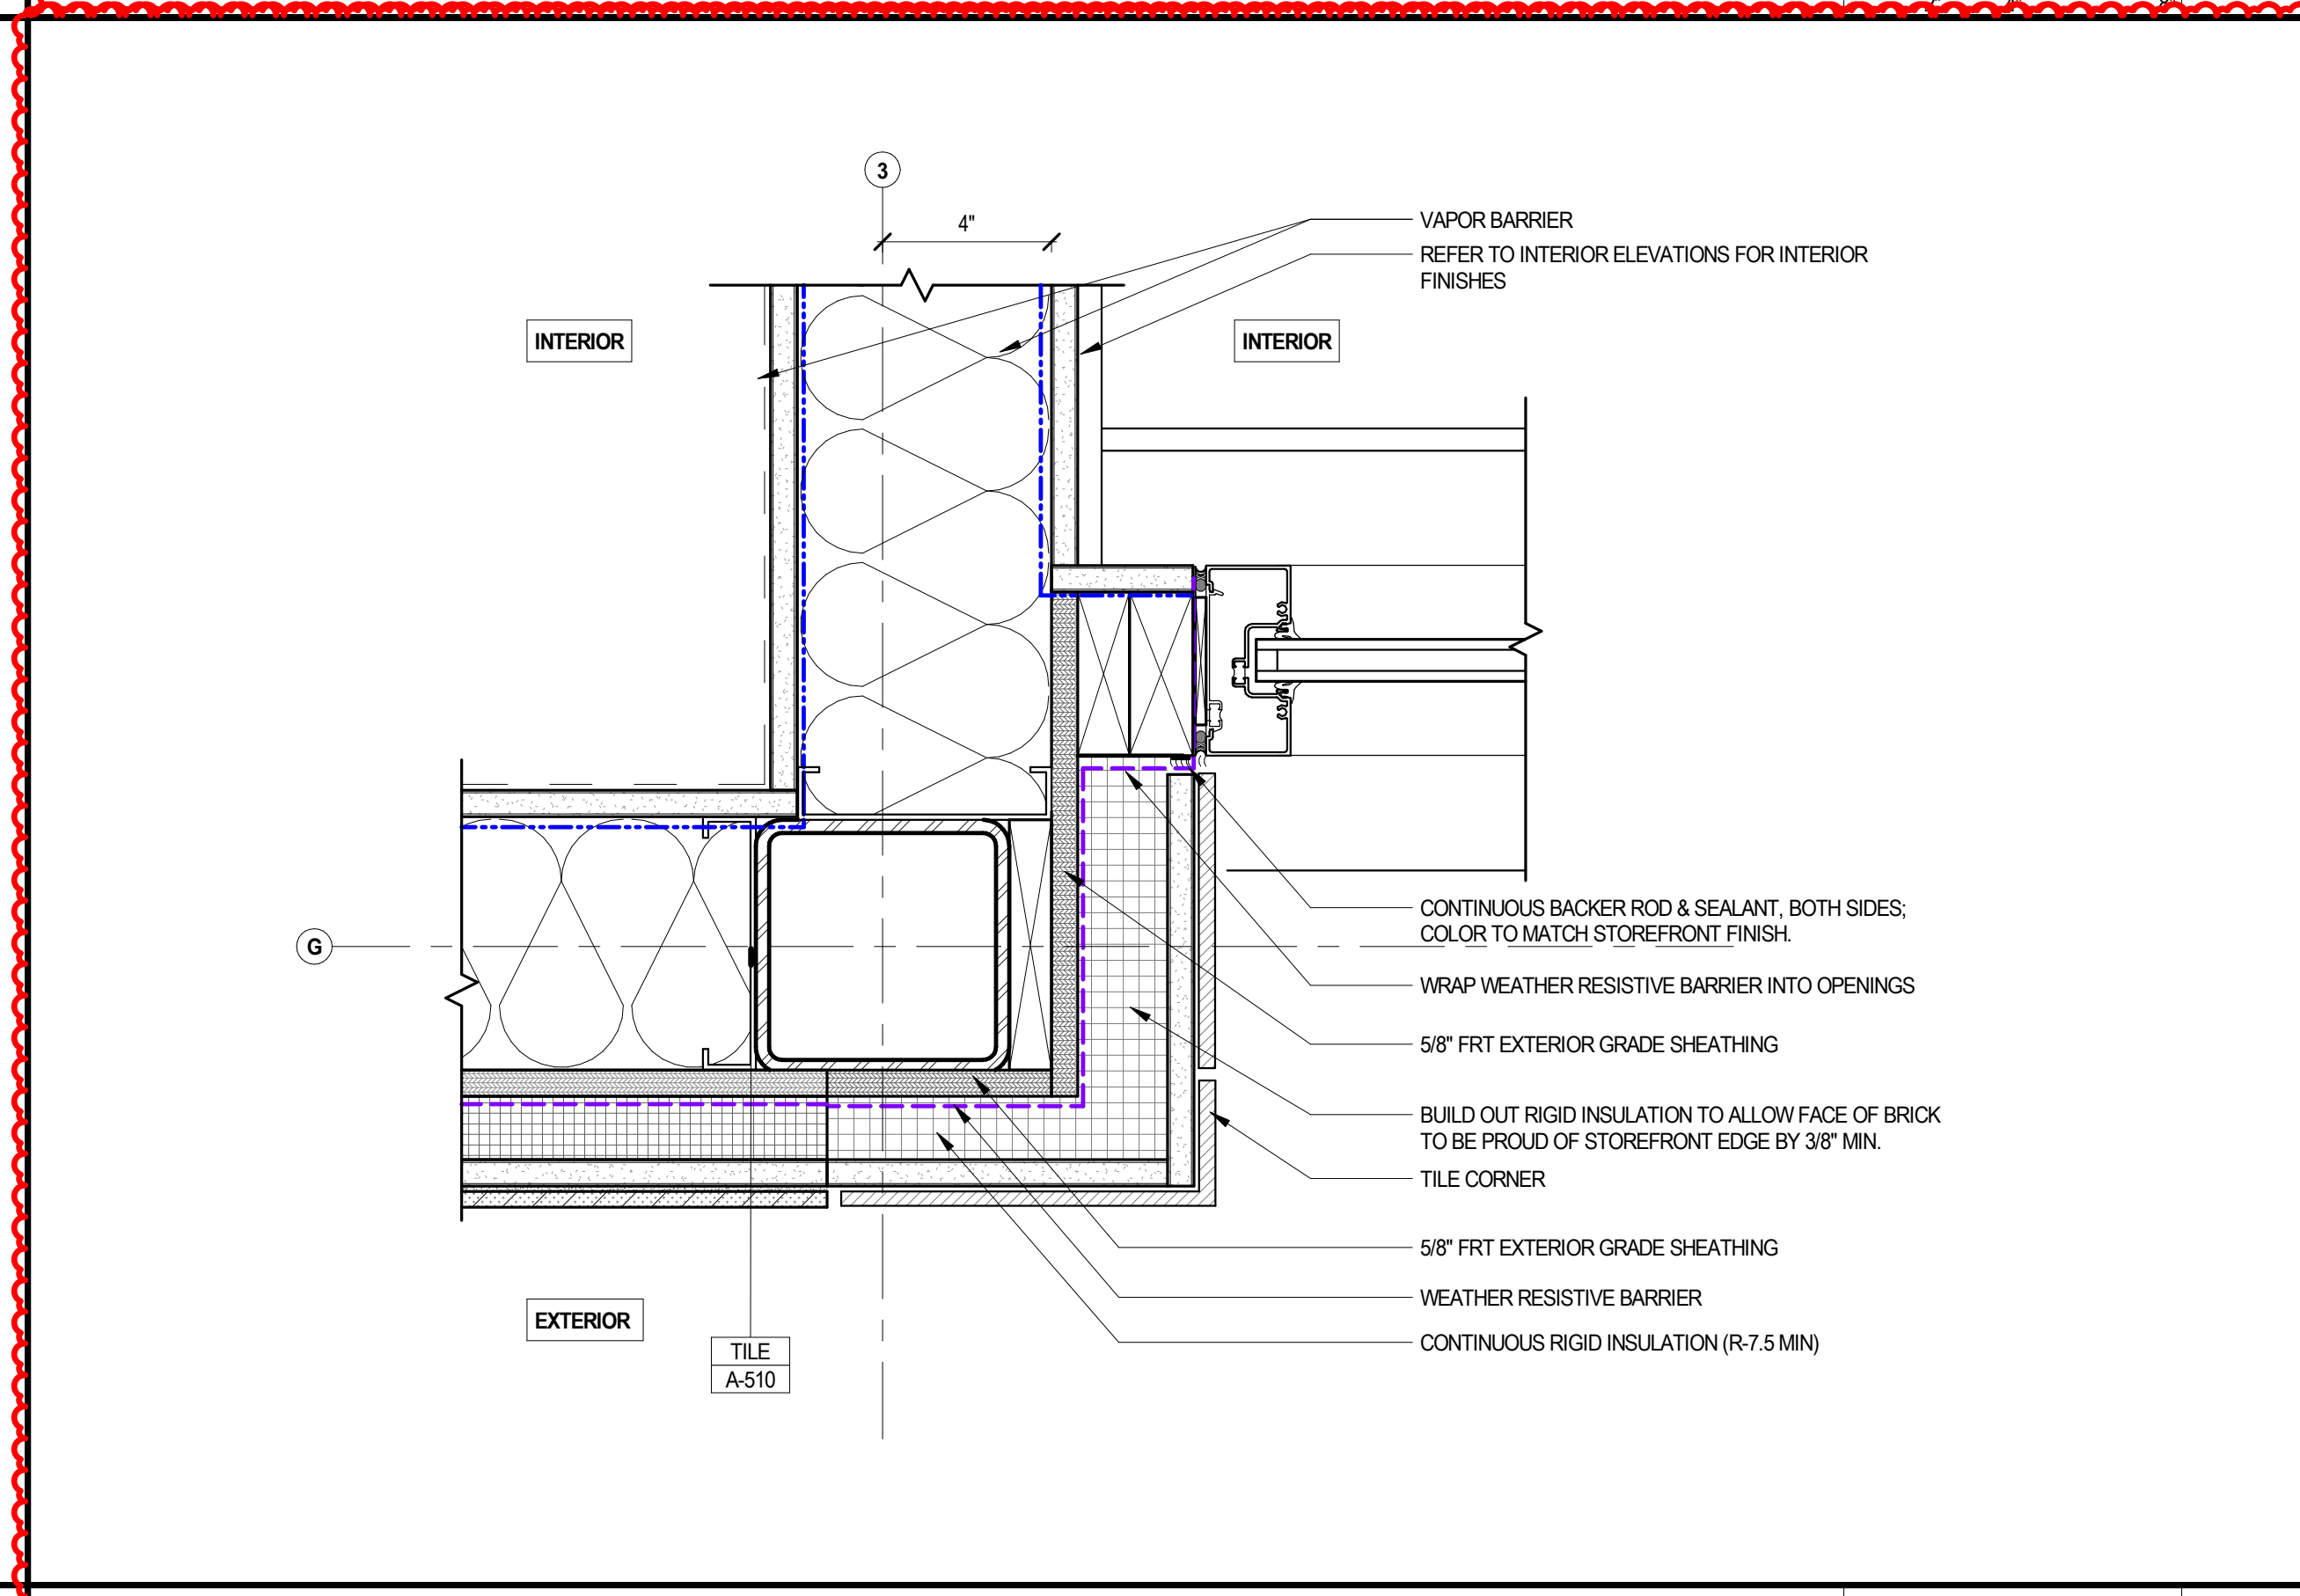 3
4"
VAPOR BARRIER
REFER TO INTERIOR ELEVATIONS FOR INTERIOR
FINISHES
INTERIOR
INTERIOR
CONTINUOUS BACKER ROD & SEALANT, BOTH SIDES;
COLOR TO MATCH STOREFRONT FINISH.
G
WRAP WEATHER RESISTIVE BARRIER INTO OPENINGS
5/8" FRT EXTERIOR GRADE SHEATHING
BUILD OUT RIGID INSULATION TO ALLOW FACE OF BRICK
TO BE PROUD OF STOREFRONT EDGE BY 3/8" MIN.
TILE CORNER
5/8" FRT EXTERIOR GRADE SHEATHING
WEATHER RESISTIVE BARRIER
EXTERIOR
CONTINUOUS RIGID INSULATION (R-7.5 MIN)
TILE
A-510